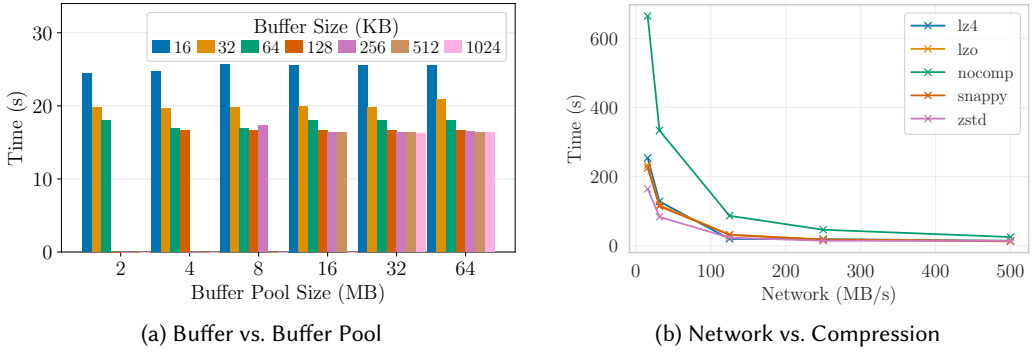 Buffer Size (KB)
16 32 64 128 256 512 1024
30
20
10
0
Time (s)
2 4 8 16 32 64
Buffer Pool Size (MB)
(a) Buffer vs. Buffer Pool
lz4
lzo
nocomp
snappy
zstd
600
400
200
0
Time (s)
0 100 200 300 400 500
Network (MB/s)
(b) Network vs. Compression